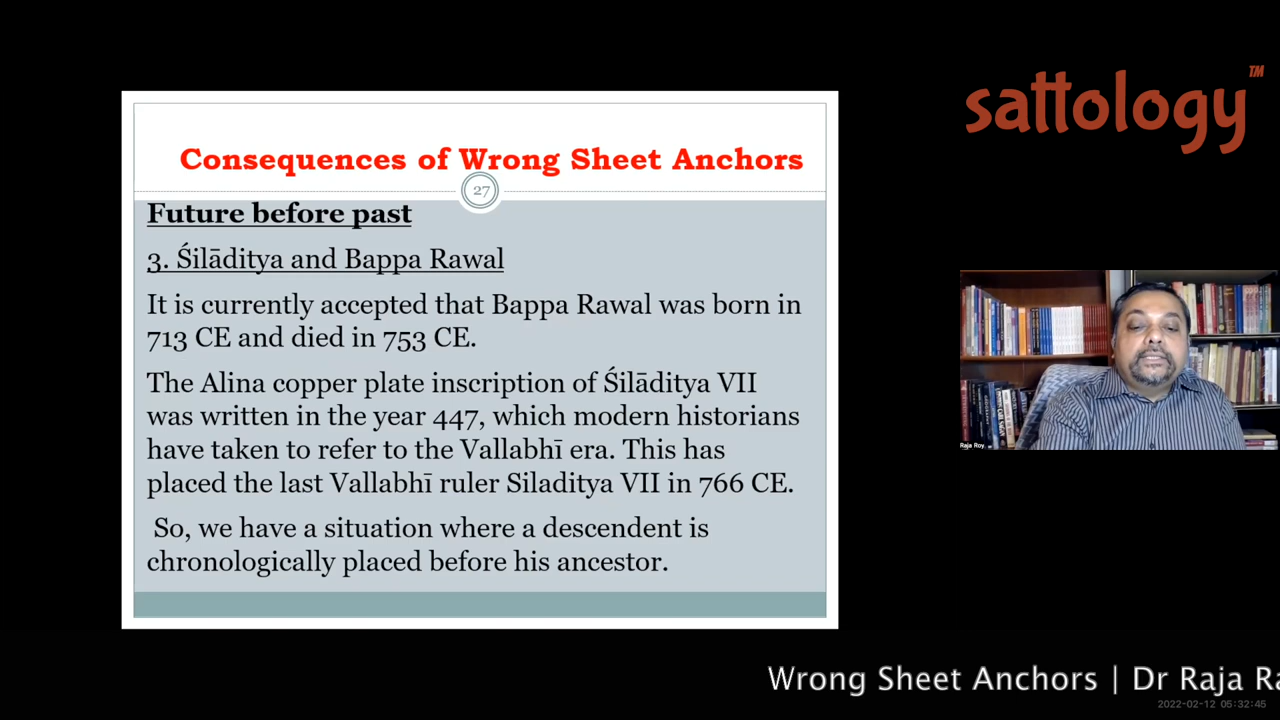 sattology™
Consequences of Wrong Sheet Anchors
27
Future before past
3. Śilāditya and Bappa Rawal
It is currently accepted that Bappa Rawal was born in
713 CE and died in 753 CE.
The Alina copper plate inscription of Śilāditya VII
was written in the year 447, which modern historians
have taken to refer to the Vallabhī era. This has
placed the last Vallabhī ruler Siladitya VII in 766 CE.
So, we have a situation where a descendent is
chronologically placed before his ancestor.
Raja Roy
Wrong Sheet Anchors | Dr Raja Ra
2022-02-12 05:32:45